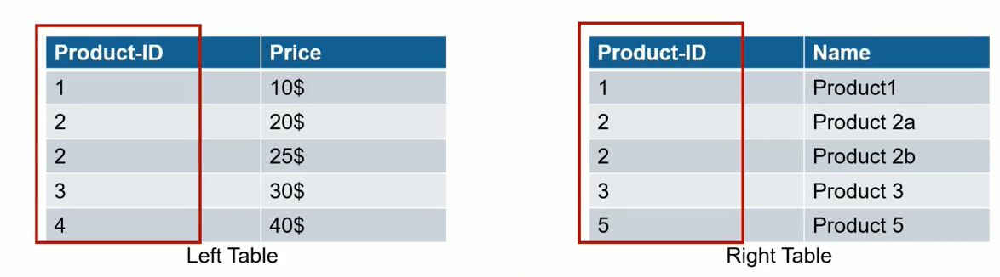 Product-ID Price
1 10$
2 20$
2 25$
3 30$
4 40$
Left Table
Product-ID Name
1 Product1
2 Product 2a
2 Product 2b
3 Product 3
5 Product 5
Right Table